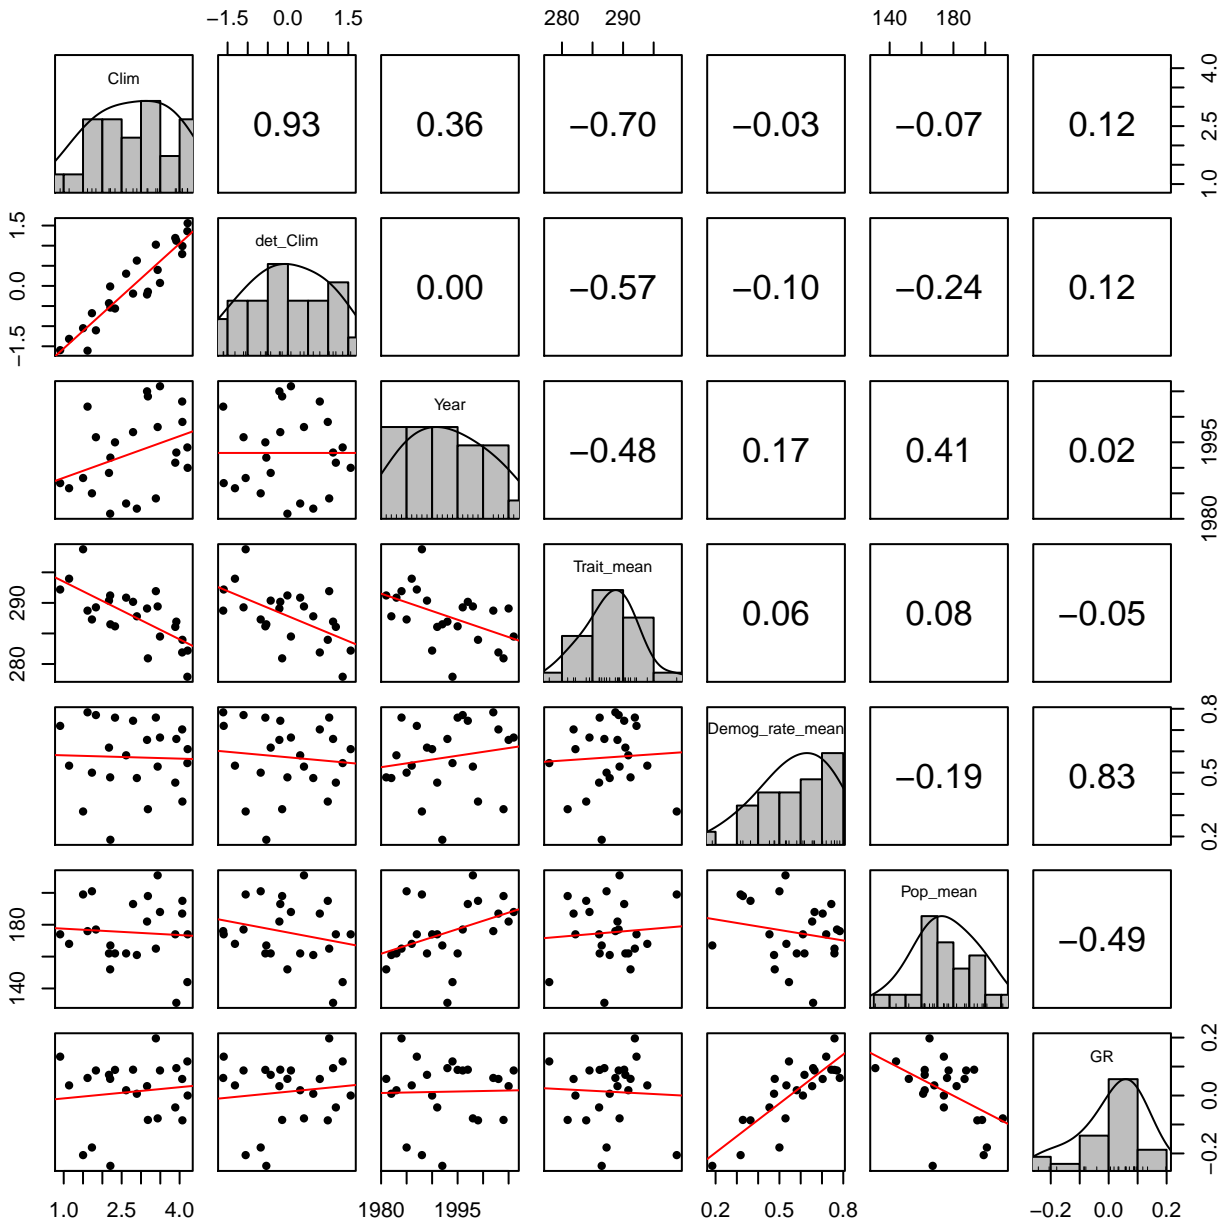 −1.5 0.0 1.5 280 290 140 180
Clim 0.93 0.36 −0.70 −0.03 −0.07 0.12 1.0 2.5 4.0
−1.5 0.0 1.5 det_Clim 0.00 −0.57 −0.10 −0.24 0.12
Year −0.48 0.17 0.41 0.02 1980 1995
280 290 Trait_mean 0.06 0.08 −0.05
Demog_rate_mean −0.19 0.83 0.2 0.5 0.8
140 180 Pop_mean −0.49
GR −0.2 0.0 0.2
1.0 2.5 4.0 1980 1995 0.2 0.5 0.8 −0.2 0.0 0.2